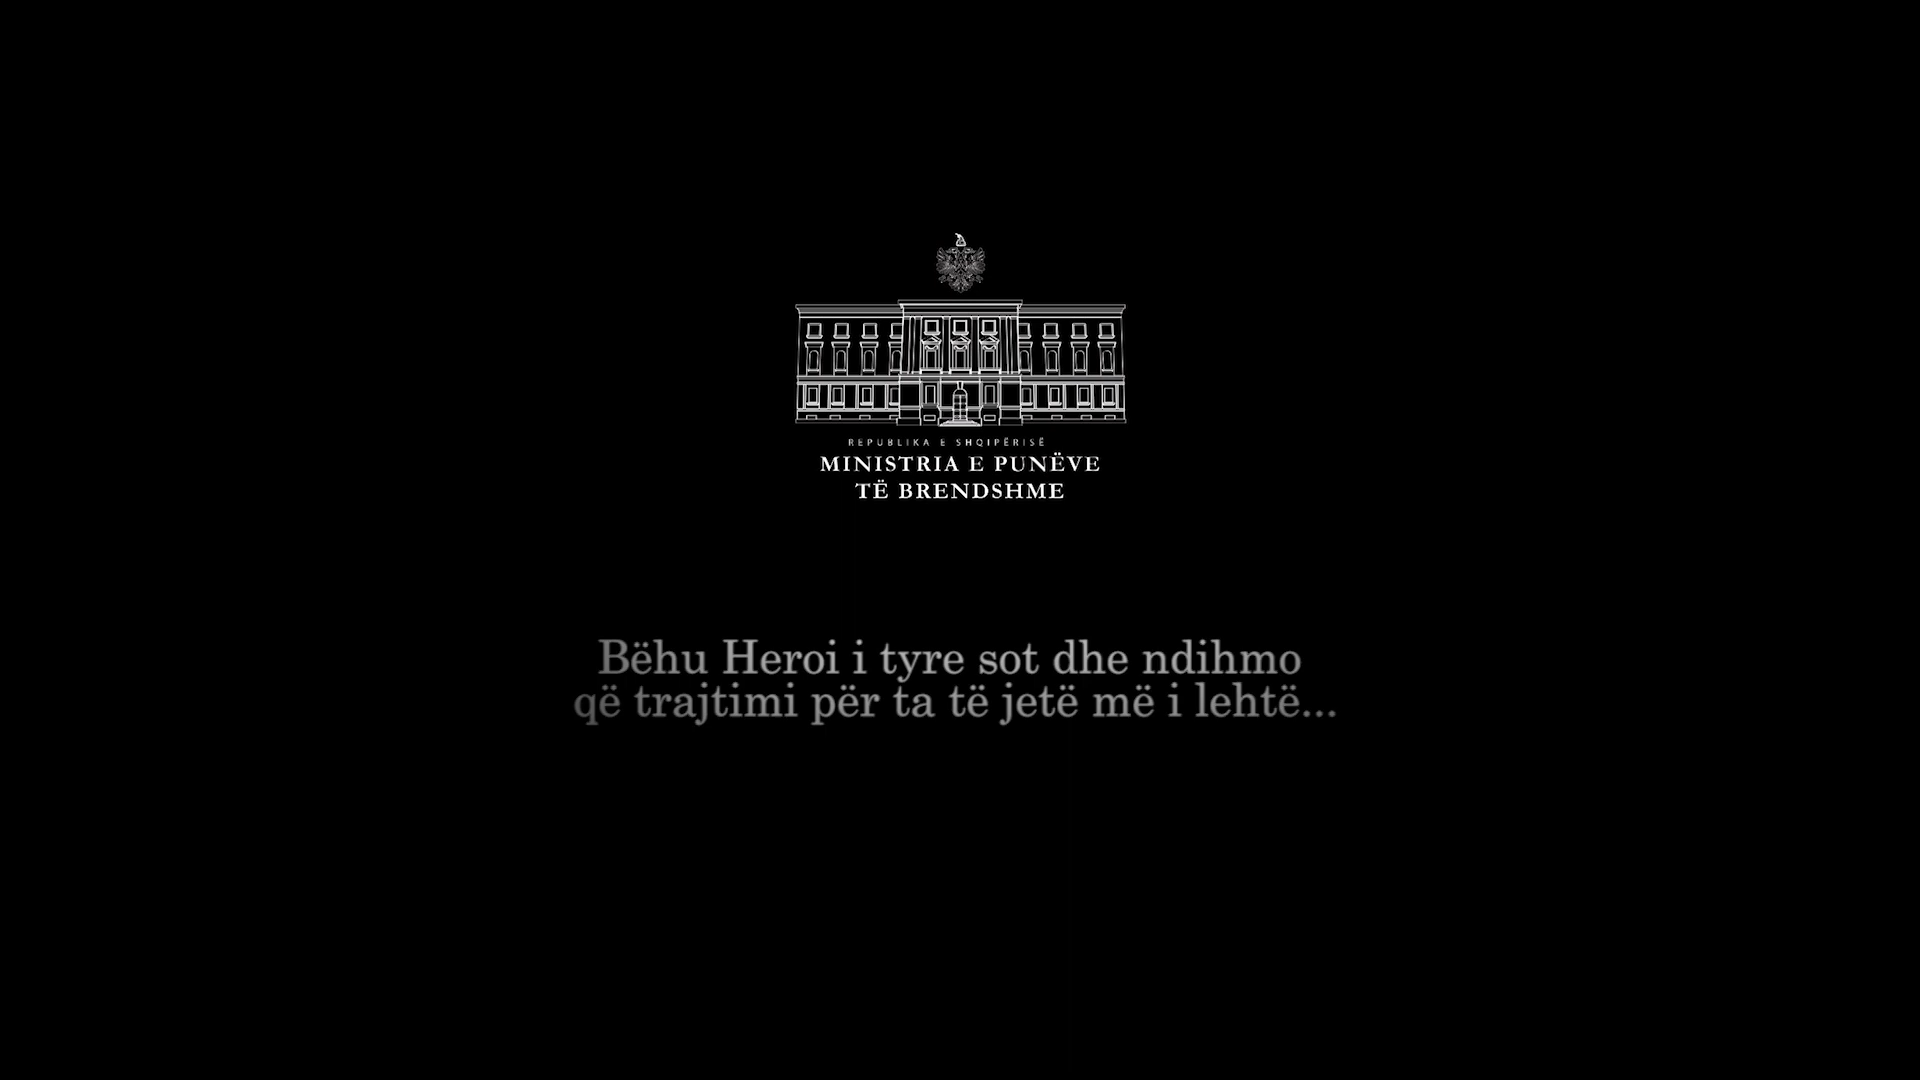 REPUBLIKA E SHQIPËRISË
MINISTRIA E PUNËVE
TË BRENDSHME
Bëhu Heroi i tyre sot dhe ndihmo
që trajtimi për ta të jetë më i lehtë...